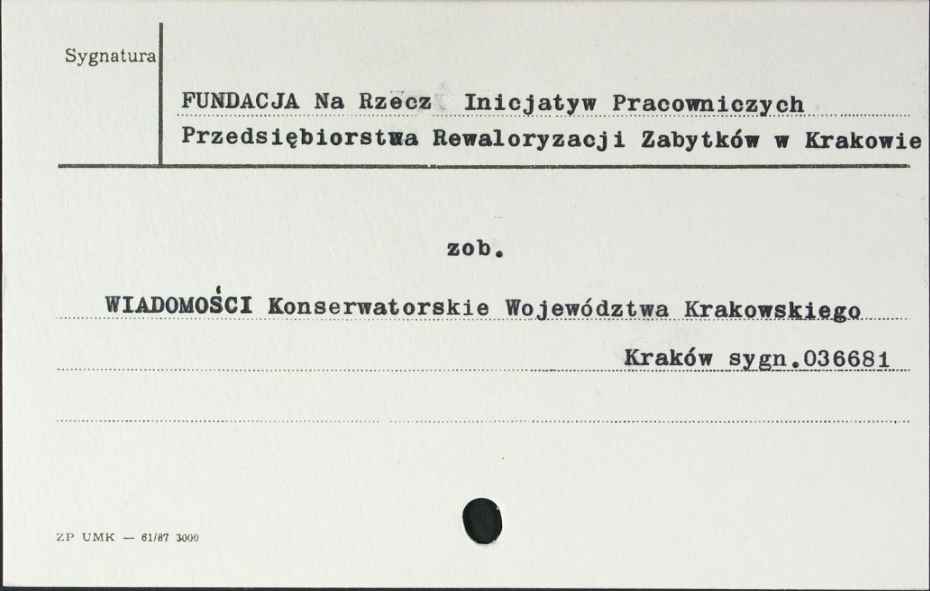 Sygnatura
FUNDACJA Na Rzecz Inicjatyw Pracowniczych
Przedsiębiorstwa Rewaloryzacji Zabytków w Krakowie
zob.
WIADOMOŚCI Konserwatorskie Województwa Krakowskiego
Kraków sygn.036681
ZP UMK — 61/87 3000